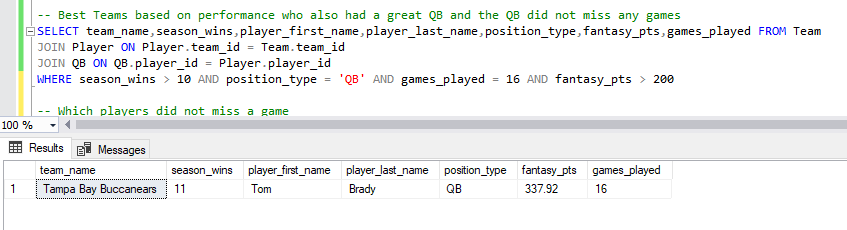 -- Best Teams based on performance who also had a great QB and the QB did not miss any games
SELECT team_name,season_wins,player_first_name,player_last_name,position_type,fantasy_pts,games_played FROM Team
JOIN Player ON Player.team_id = Team.team_id
JOIN QB ON QB.player_id = Player.player_id
WHERE season_wins > 10 AND position_type = 'QB' AND games_played = 16 AND fantasy_pts > 200
-- Which players did not miss a game
100 %
Results Messages
team_name season_wins player_first_name player_last_name position_type fantasy_pts games_played
1 Tampa Bay Buccanears 11 Tom Brady QB 337.92 16